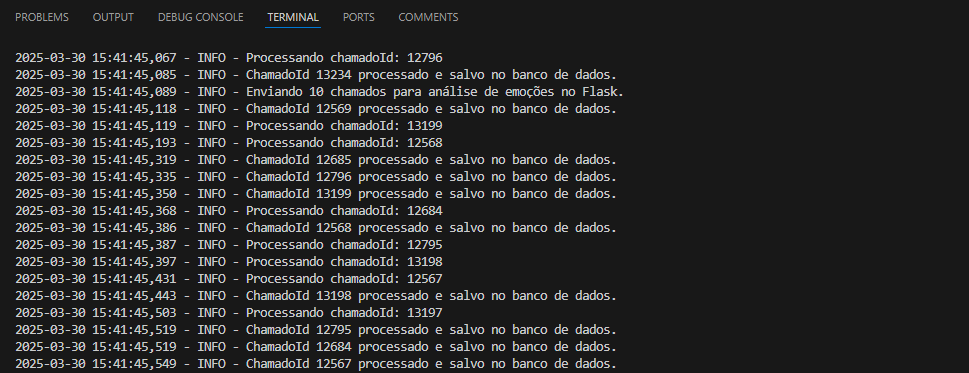 PROBLEMS OUTPUT DEBUG CONSOLE TERMINAL PORTS COMMENTS
2025-03-30 15:41:45,067 - INFO - Processando chamadoId: 12796
2025-03-30 15:41:45,085 - INFO - ChamadoId 13234 processado e salvo no banco de dados.
2025-03-30 15:41:45,089 - INFO - Enviando 10 chamados para análise de emoções no Flask.
2025-03-30 15:41:45,118 - INFO - ChamadoId 12569 processado e salvo no banco de dados.
2025-03-30 15:41:45,119 - INFO - Processando chamadoId: 13199
2025-03-30 15:41:45,193 - INFO - Processando chamadoId: 12568
2025-03-30 15:41:45,319 - INFO - ChamadoId 12685 processado e salvo no banco de dados.
2025-03-30 15:41:45,335 - INFO - ChamadoId 12796 processado e salvo no banco de dados.
2025-03-30 15:41:45,350 - INFO - ChamadoId 13199 processado e salvo no banco de dados.
2025-03-30 15:41:45,368 - INFO - Processando chamadoId: 12684
2025-03-30 15:41:45,386 - INFO - ChamadoId 12568 processado e salvo no banco de dados.
2025-03-30 15:41:45,387 - INFO - Processando chamadoId: 12795
2025-03-30 15:41:45,397 - INFO - Processando chamadoId: 13198
2025-03-30 15:41:45,431 - INFO - Processando chamadoId: 12567
2025-03-30 15:41:45,443 - INFO - ChamadoId 13198 processado e salvo no banco de dados.
2025-03-30 15:41:45,503 - INFO - Processando chamadoId: 13197
2025-03-30 15:41:45,519 - INFO - ChamadoId 12795 processado e salvo no banco de dados.
2025-03-30 15:41:45,519 - INFO - ChamadoId 12684 processado e salvo no banco de dados.
2025-03-30 15:41:45,549 - INFO - ChamadoId 12567 processado e salvo no banco de dados.